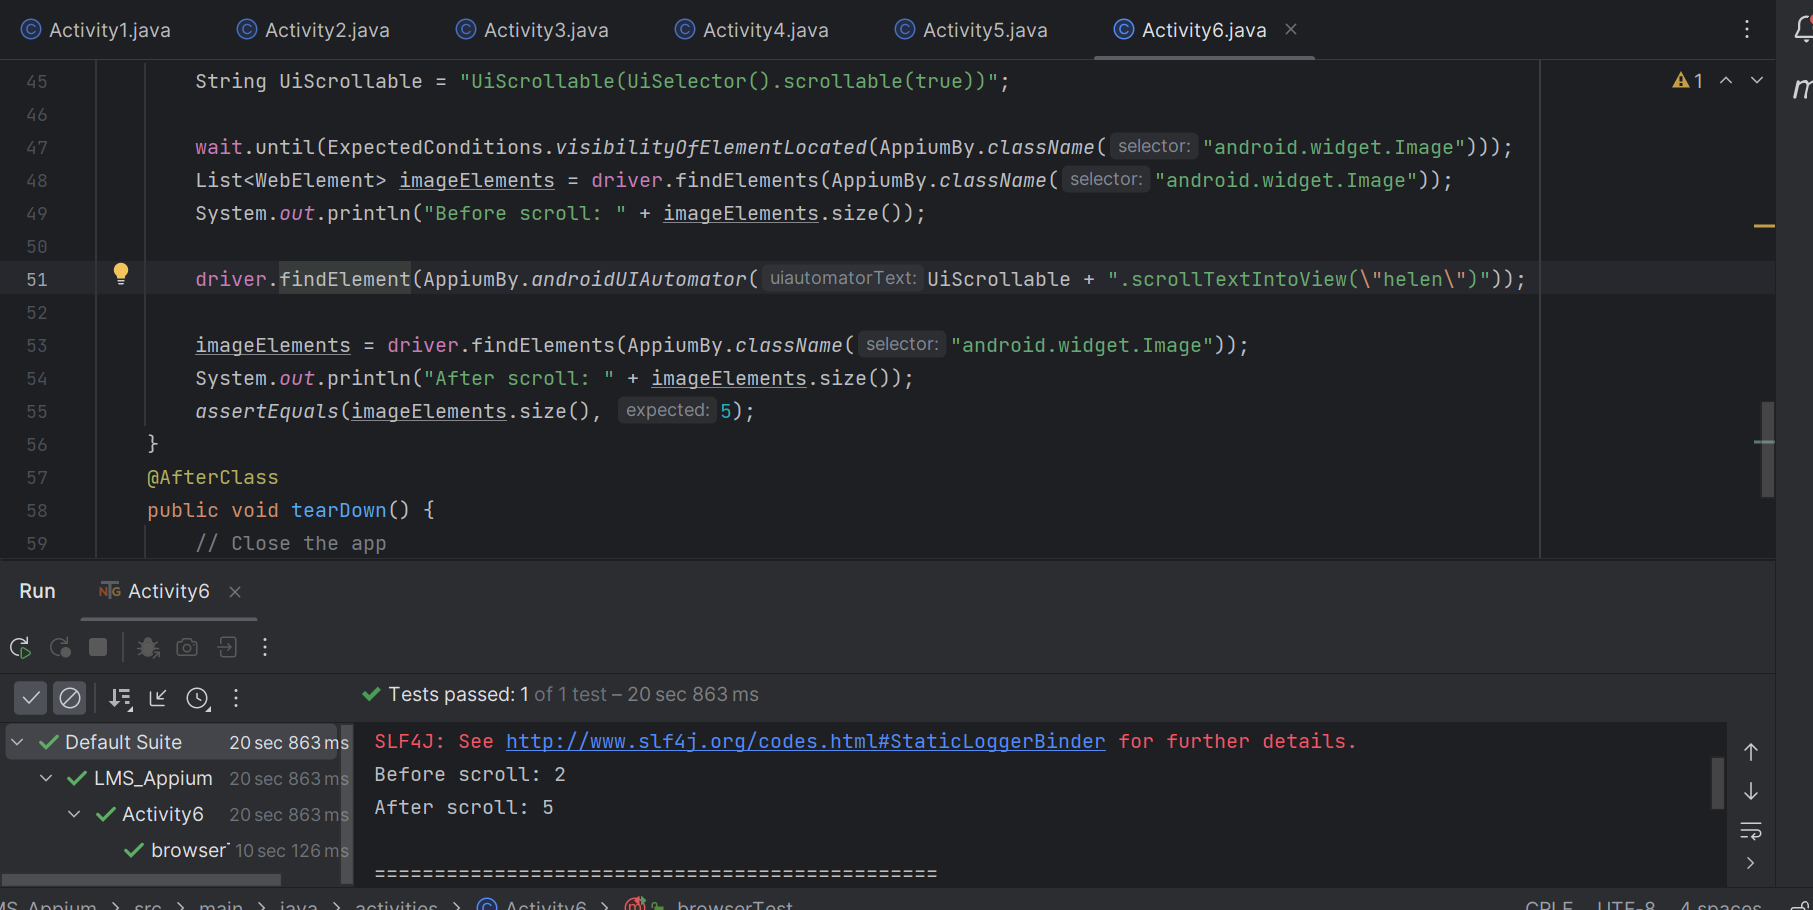 Activity1.java Activity2.java Activity3.java Activity4.java Activity5.java Activity6.java
45 String UiScrollable = "UiScrollable(UiSelector().scrollable(true))"; 1
46
47 wait.until(ExpectedConditions.visibilityOfElementLocated(AppiumBy.className( selector: "android.widget.Image")));
48 List<WebElement> imageElements = driver.findElements(AppiumBy.className( selector: "android.widget.Image"));
49 System.out.println("Before scroll: " + imageElements.size());
50
51 driver.findElement(AppiumBy.androidUIAutomator( uiautomatorText: UiScrollable + ".scrollTextIntoView(\"helen\")"));
52
53 imageElements = driver.findElements(AppiumBy.className( selector: "android.widget.Image"));
54 System.out.println("After scroll: " + imageElements.size());
55 assertEquals(imageElements.size(), expected: 5);
56 }
57 @AfterClass
58 public void tearDown() {
59 // Close the app
Run Activity6
Tests passed: 1 of 1 test – 20 sec 863 ms
Default Suite 20 sec 863 ms
LMS_Appium 20 sec 863 ms
Activity6 20 sec 863 ms
browser 10 sec 126 ms
SLF4J: See http://www.slf4j.org/codes.html#StaticLoggerBinder for further details.
Before scroll: 2
After scroll: 5
===============================================
MS_Appium > src > main > java > activities > Activity6 > browserTest CRLF UTF-8 4 spaces